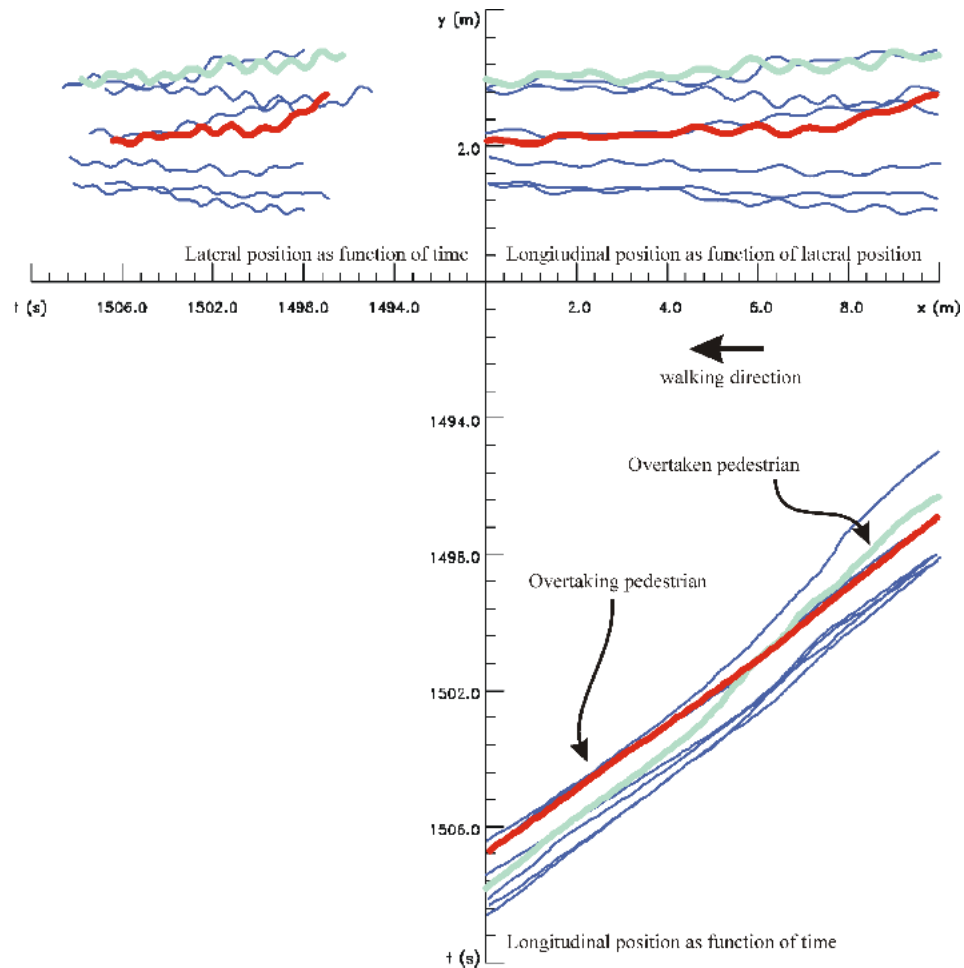 y (m)
2.0
Lateral position as function of time
Longitudinal position as function of lateral position
t (s)
1506.0
1502.0
1498.0
1494.0
2.0
4.0
6.0
8.0
x (m)
walking direction
1494.0
Overtaken pedestrian
1498.0
Overtaking pedestrian
1502.0
1506.0
Longitudinal position as function of time
t (s)